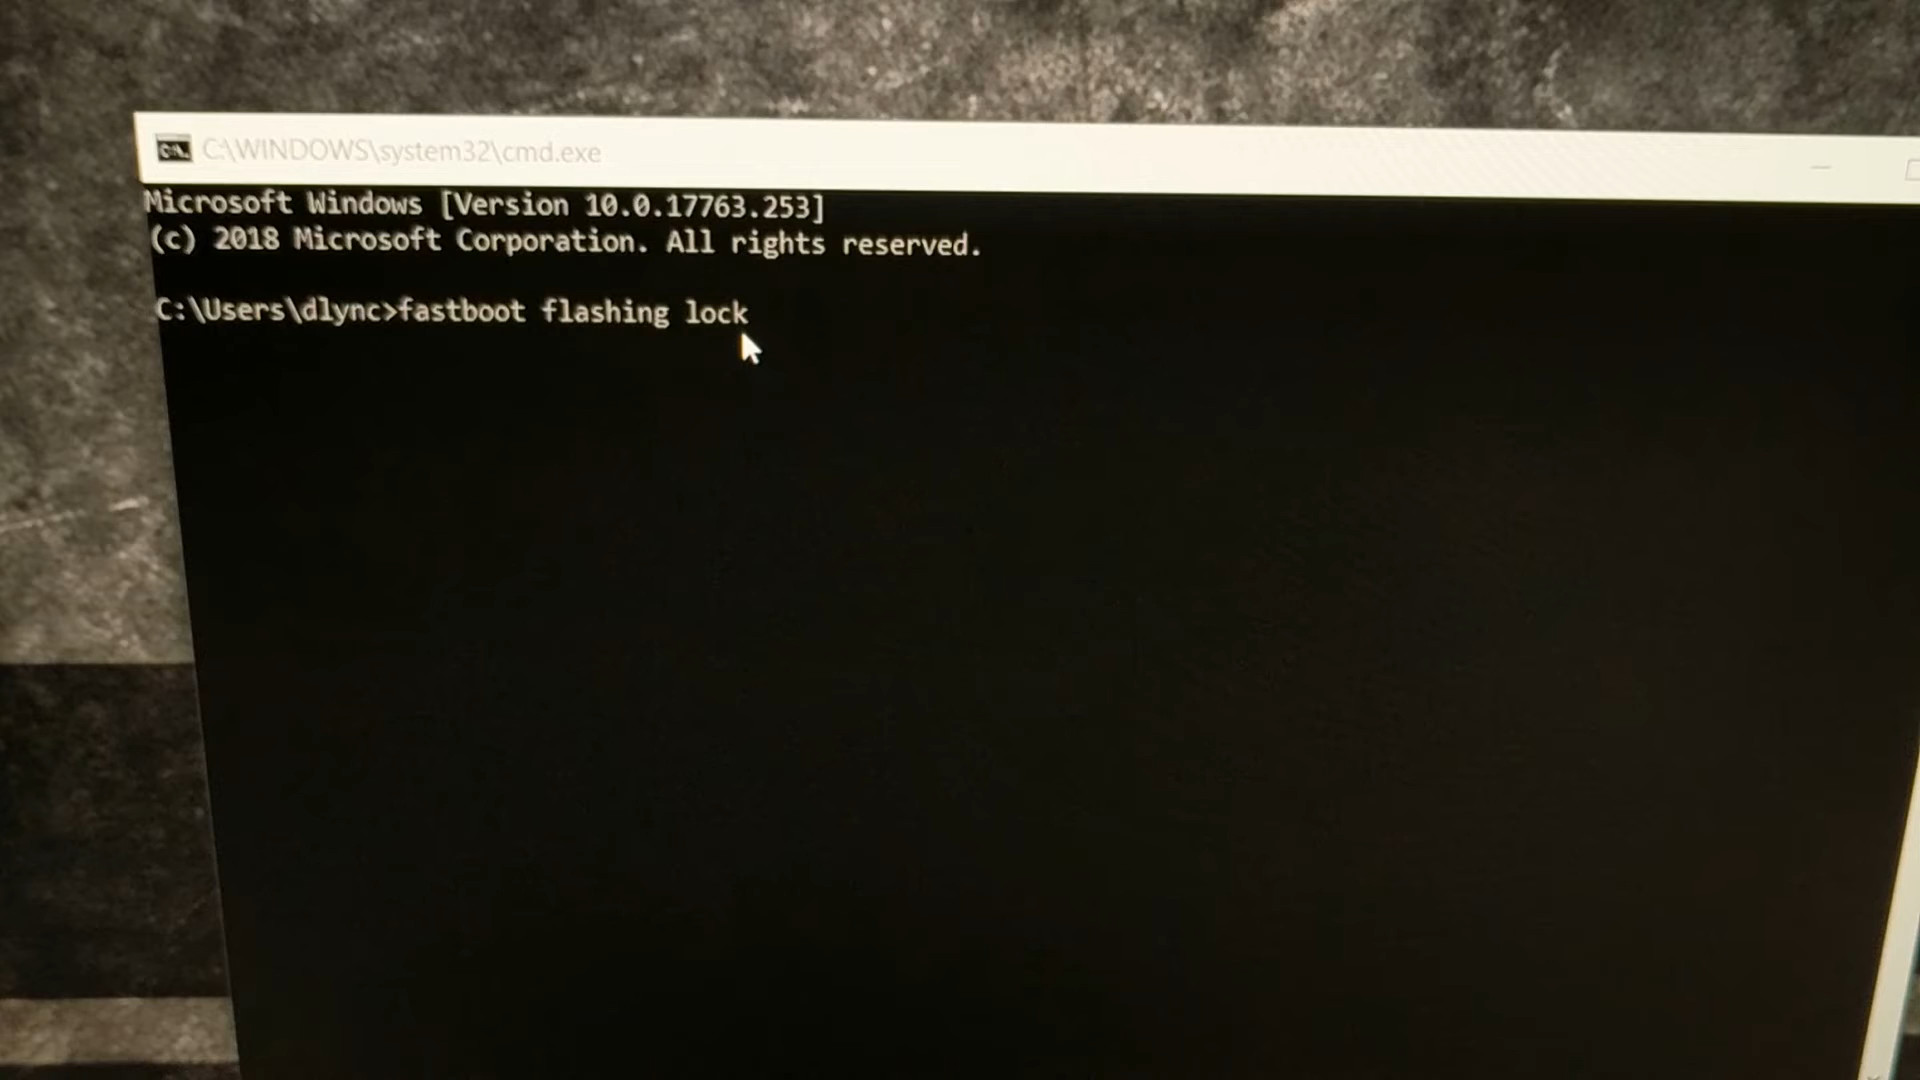 C:\WINDOWS\system32\cmd.exe
Microsoft Windows [Version 10.0.17763.253]
(c) 2018 Microsoft Corporation. All rights reserved.
C:\Users\dlync>fastboot flashing lock